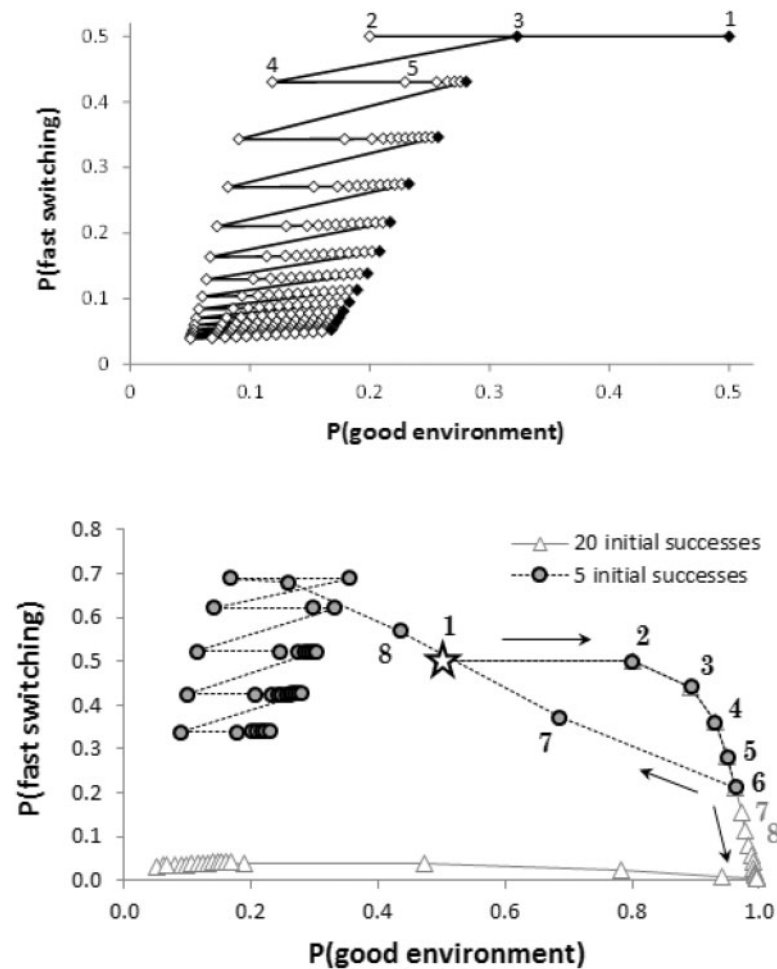 2 3 1
0.5
4 5
0.4
0.3
0.2
0.1
0
0 0.1 0.2 0.3 0.4 0.5
P(fast switching)
P(good environment)
0.8
20 initial successes
0.7
5 initial successes
0.6
1
8
0.5
2
3
0.4
4
7
0.3
5
0.2
6
7
0.1
8
0.0
0.0 0.2 0.4 0.6 0.8 1.0
P(fast switching)
P(good environment)